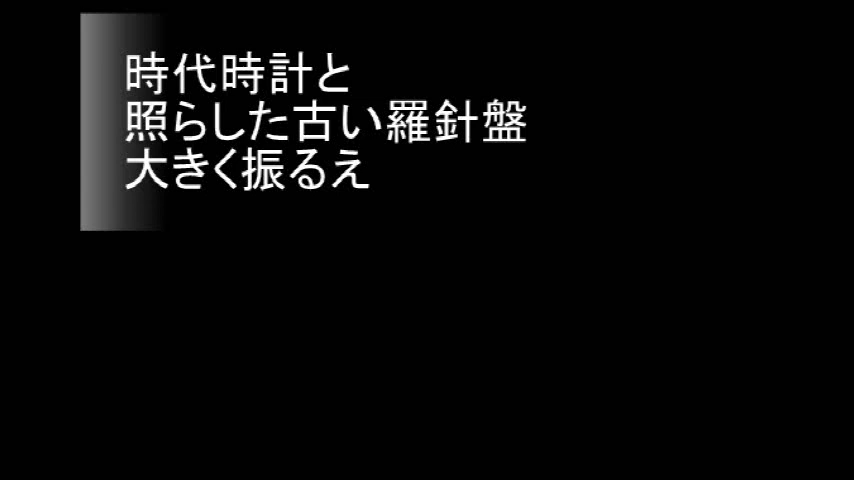 時代時計と
照らした古い羅針盤
大きく振るえ